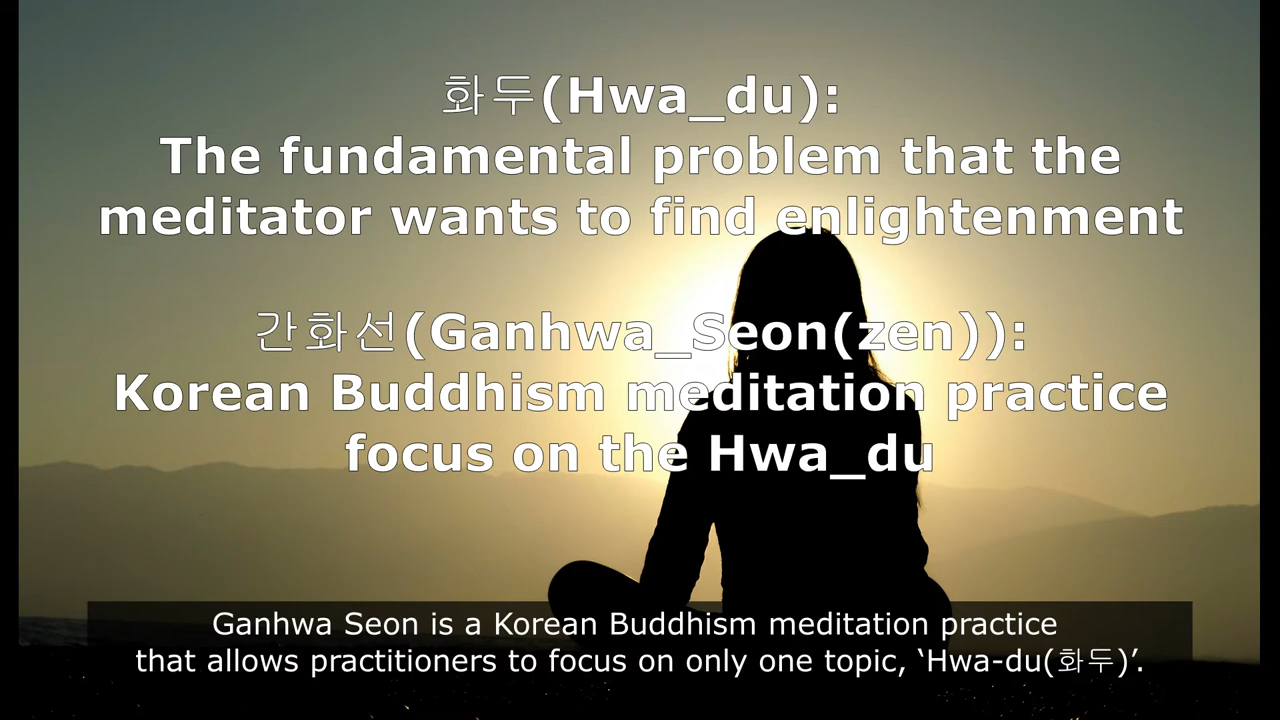 화두(Hwa_du):
The fundamental problem that the
meditator wants to find enlightenment
간화선(Ganhwa_Seon(zen)):
Korean Buddhism meditation practice
focus on the Hwa_du
Ganhwa Seon is a Korean Buddhism meditation practice
that allows practitioners to focus on only one topic, ‘Hwa-du(화두)’.